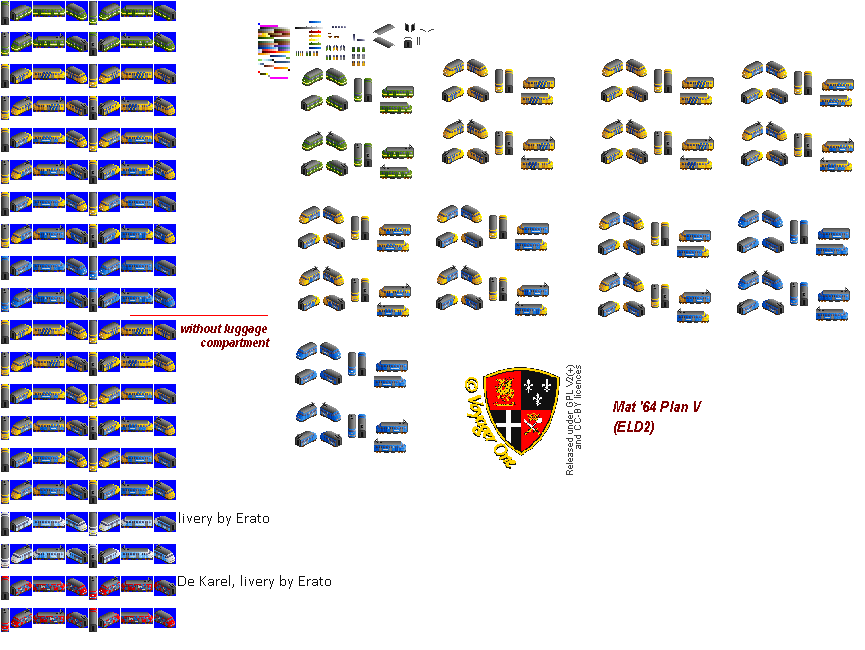 without luggage
compartment
© Voyager One
Released under GPL V2(+)
and CC-BY licences
Mat '64 Plan V
(ELD2)
livery by Erato
De Karel, livery by Erato